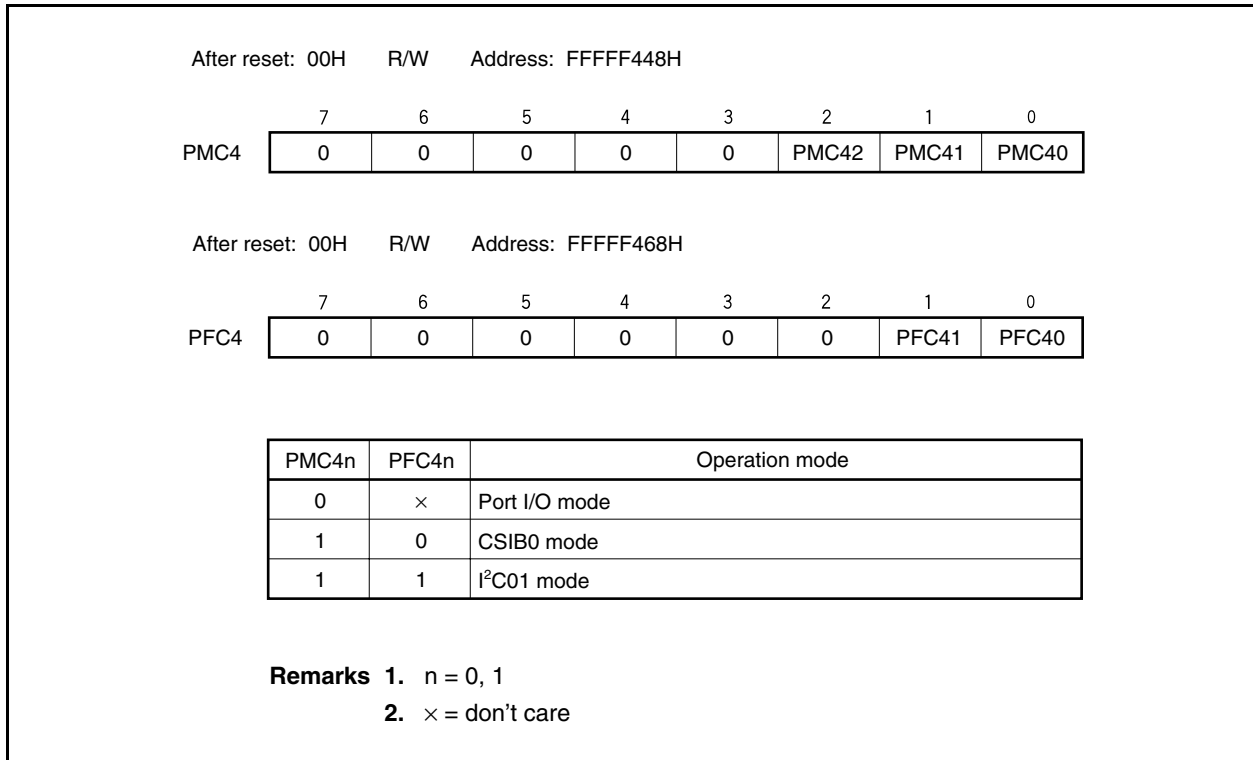 After reset: 00H R/W Address: FFFFF448H
7 6 5 4 3 2 1 0
PMC4 0 0 0 0 0 PMC42 PMC41 PMC40
After reset: 00H R/W Address: FFFFF468H
7 6 5 4 3 2 1 0
PFC4 0 0 0 0 0 0 PFC41 PFC40
PMC4n PFC4n Operation mode
0 × Port I/O mode
1 0 CSIB0 mode
1 1 I²C01 mode
Remarks 1. n = 0, 1
2. × = don't care